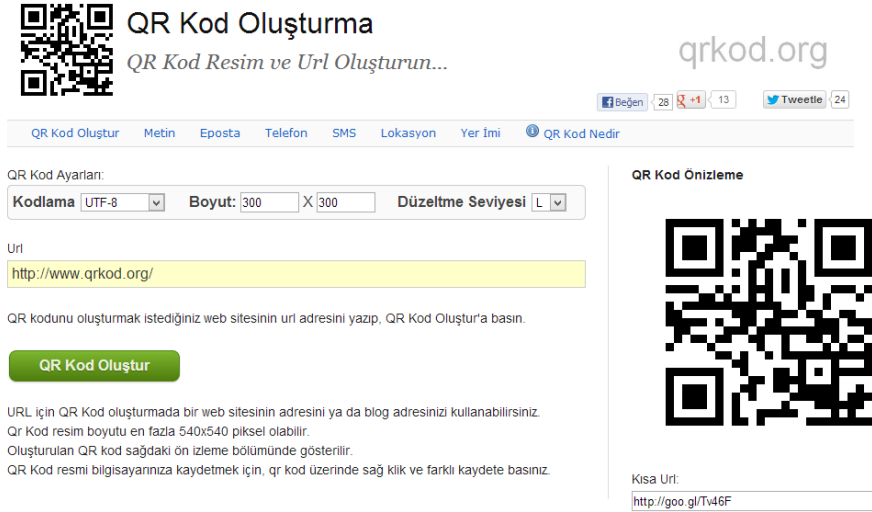 QR Kod Oluşturma
QR Kod Resim ve Url Oluşturun...
qrkod.org
Beğen 28 +1 13 Tweetle 24
QR Kod Oluştur Metin Eposta Telefon SMS Lokasyon Yer İmi QR Kod Nedir
QR Kod Ayarları:
Kodlama UTF-8 Boyut: 300 X 300 Düzeltme Seviyesi L
Url
http://www.qrkod.org/
QR kodunu oluşturmak istediğiniz web sitesinin url adresini yazıp, QR Kod Oluştur'a basın.
QR Kod Oluştur
URL için QR Kod oluşturmada bir web sitesinin adresini ya da blog adresinizi kullanabilirsiniz.
Qr Kod resim boyutu en fazla 540x540 piksel olabilir.
Oluşturulan QR kod sağdaki ön izleme bölümünde gösterilir.
QR Kod resmi bilgisayarınıza kaydetmek için, qr kod üzerinde sağ klik ve farklı kaydete basınız.
QR Kod Önizleme
Kısa Url:
http://goo.gl/Tv46F